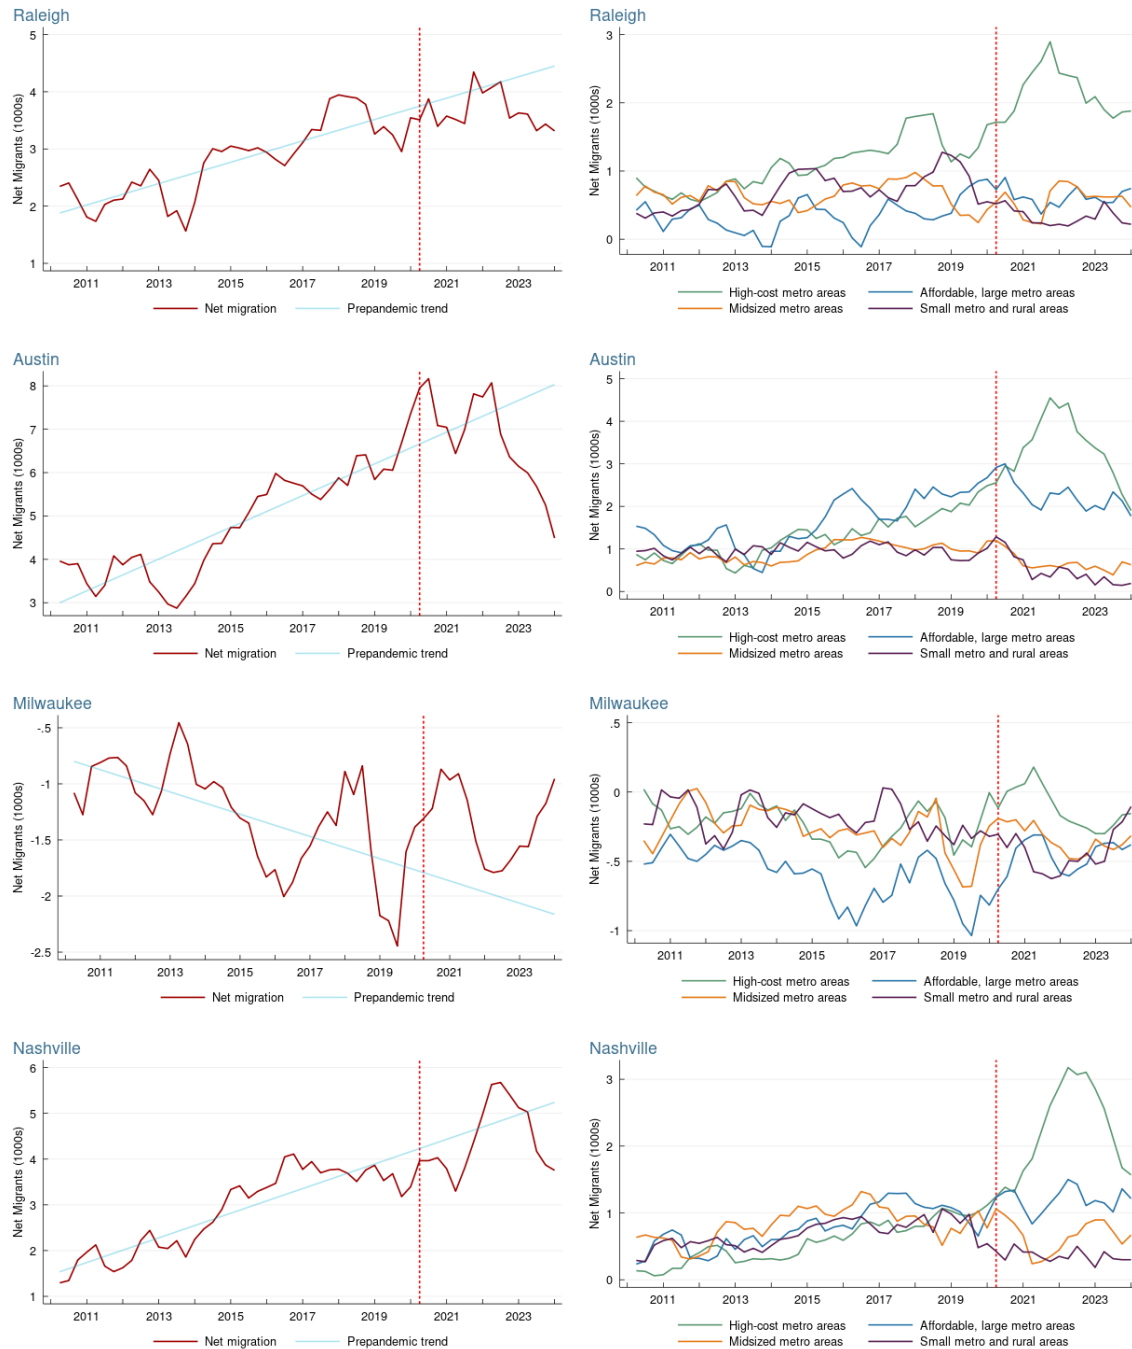 Raleigh
Net Migrants (1000s)
5
4
3
2
1
2011 2013 2015 2017 2019 2021 2023
Net migration Prepandemic trend
Raleigh
Net Migrants (1000s)
3
2
1
0
2011 2013 2015 2017 2019 2021 2023
High-cost metro areas Affordable, large metro areas
Midsized metro areas Small metro and rural areas
Austin
Net Migrants (1000s)
8
7
6
5
4
3
2011 2013 2015 2017 2019 2021 2023
Net migration Prepandemic trend
Austin
Net Migrants (1000s)
5
4
3
2
1
0
2011 2013 2015 2017 2019 2021 2023
High-cost metro areas Affordable, large metro areas
Midsized metro areas Small metro and rural areas
Milwaukee
Net Migrants (1000s)
-.5
-1
-1.5
-2
-2.5
2011 2013 2015 2017 2019 2021 2023
Net migration Prepandemic trend
Milwaukee
Net Migrants (1000s)
.5
0
-.5
-1
2011 2013 2015 2017 2019 2021 2023
High-cost metro areas Affordable, large metro areas
Midsized metro areas Small metro and rural areas
Nashville
Net Migrants (1000s)
6
5
4
3
2
1
2011 2013 2015 2017 2019 2021 2023
Net migration Prepandemic trend
Nashville
Net Migrants (1000s)
3
2
1
0
2011 2013 2015 2017 2019 2021 2023
High-cost metro areas Affordable, large metro areas
Midsized metro areas Small metro and rural areas